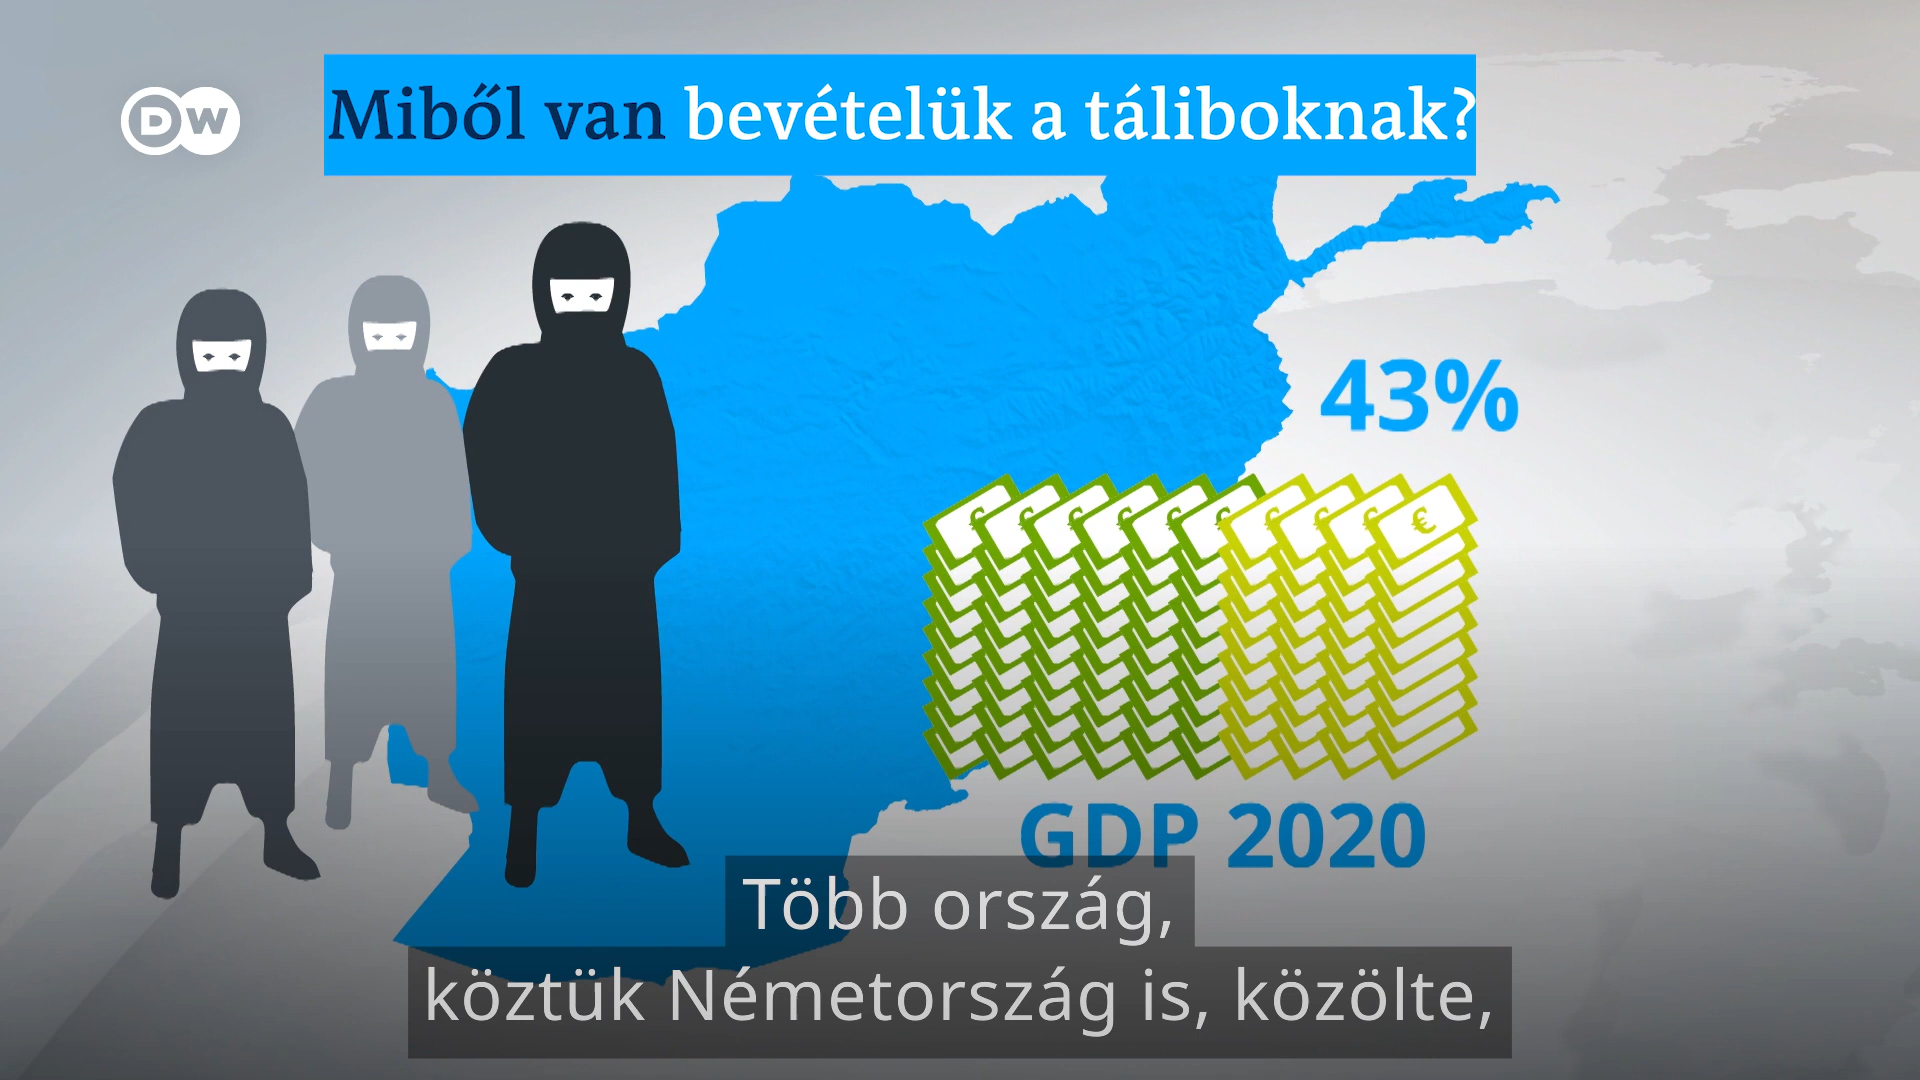 DW
Miből van bevételük a táliboknak?
43%
€
GDP 2020
Több ország,
köztük Németország is, közölte,